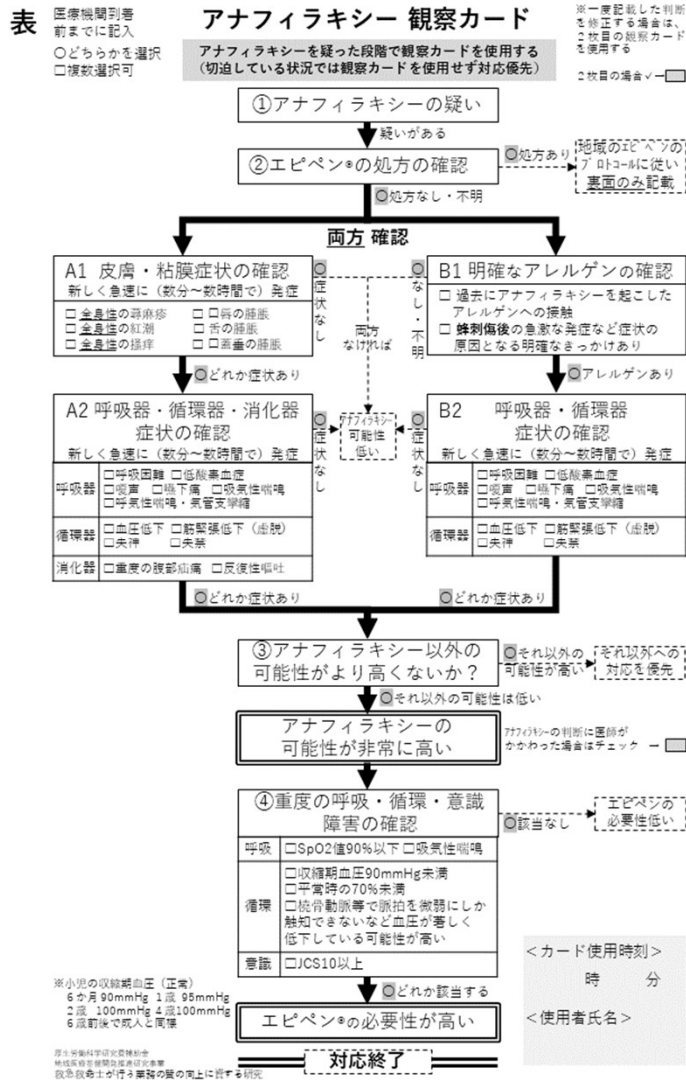 表
医療機関到着
前までに記入
○どちらかを選択
□複数選択可
アナフィラキシー 観察カード
アナフィラキシーを疑った段階で観察カードを使用する
（切迫している状況では観察カードを使用せず対応優先）
※一度記載した判断
を修正する場合は、
２枚目の観察カード
を使用する
２枚目の場合✓→□
①アナフィラキシーの疑い
疑いがある
②エピペン®の処方の確認
○処方あり
地域のエピペンの
プロトコールに従い
裏面のみ記載
○処方なし・不明
両方 確認
A1 皮膚・粘膜症状の確認
新しく急速に（数分～数時間で）発症
□ 全身性の蕁麻疹 □ 唇の腫脹
□ 全身性の紅潮 □ 舌の腫脹
□ 全身性の掻痒 □ 口蓋垂の腫脹
○症状なし
両方
なければ
○なし・不明
B1 明確なアレルゲンの確認
□ 過去にアナフィラキシーを起こした
アレルゲンへの接触
□ 蜂刺傷後の急激な発症など症状の
原因となる明確なきっかけあり
○どれか症状あり
○アレルゲンあり
A2 呼吸器・循環器・消化器
症状の確認
新しく急速に（数分～数時間で）発症
呼吸器
□呼吸困難 □低酸素血症
□嗄声 □嚥下痛 □吸気性喘鳴
□呼気性喘鳴・気管支攣縮
循環器
□血圧低下 □筋緊張低下（虚脱）
□失神 □失禁
消化器 □重度の腹部疝痛 □反復性嘔吐
○症状なし
アナフィラキシー
可能性
低い
○症状なし
B2 呼吸器・循環器
症状の確認
新しく急速に（数分～数時間で）発症
呼吸器
□呼吸困難 □低酸素血症
□嗄声 □嚥下痛 □吸気性喘鳴
□呼気性喘鳴・気管支攣縮
循環器
□血圧低下 □筋緊張低下（虚脱）
□失神 □失禁
○どれか症状あり
○どれか症状あり
③アナフィラキシー以外の
可能性がより高くないか？
○それ以外の
可能性が高い
それ以外への
対応を優先
○それ以外の可能性は低い
アナフィラキシーの
可能性が非常に高い
アナフィラキシーの判断に医師が
かかわった場合はチェック →□
④重度の呼吸・循環・意識
障害の確認
○該当なし
エピペンの
必要性低い
呼吸 □SpO2値90%以下 □吸気性喘鳴
循環
□収縮期血圧90mmHg未満
□平常時の70%未満
□橈骨動脈等で脈拍を微弱にしか
触知できないなど血圧が著しく
低下している可能性が高い
意識 □JCS10以上
○どれか該当する
※小児の収縮期血圧（正常）
６か月 90mmHg １歳 95mmHg
２歳 100mmHg ４歳100mmHg
６歳前後で成人と同様
エピペン®の必要性が高い
対応終了
＜カード使用時刻＞
時 分
＜使用者氏名＞
厚生労働科学研究費補助金
地域医療基盤開発推進研究事業
救急救命士が行う業務の質の向上に資する研究